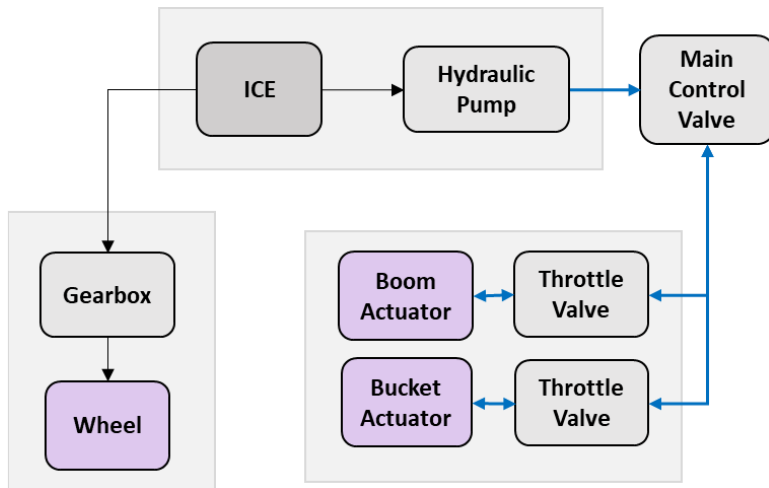 ICE
Hydraulic
Pump
Main
Control
Valve
Gearbox
Wheel
Boom
Actuator
Throttle
Valve
Bucket
Actuator
Throttle
Valve